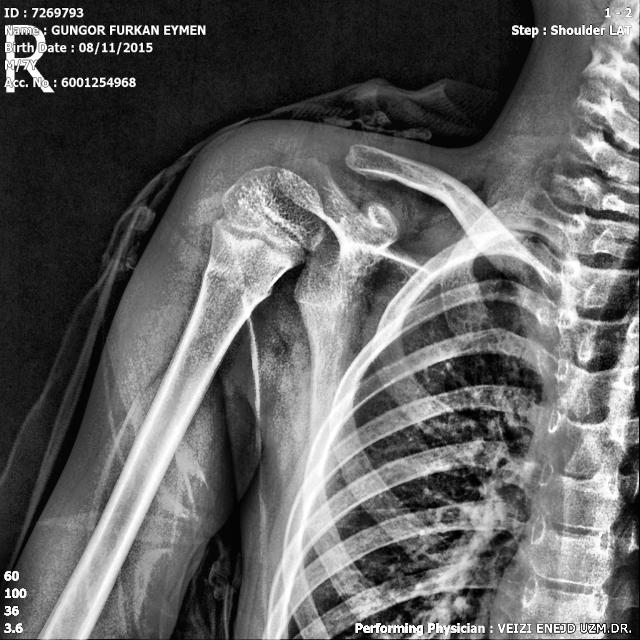 ID : 7269793
Name : GUNGOR FURKAN EYMEN
Birth Date : 08/11/2015
M/7Y
Acc. No : 6001254968
R
1 - 2
Step : Shoulder LAT
60
100
36
3.6
Performing Physician : VEIZI ENEJD UZM.DR.